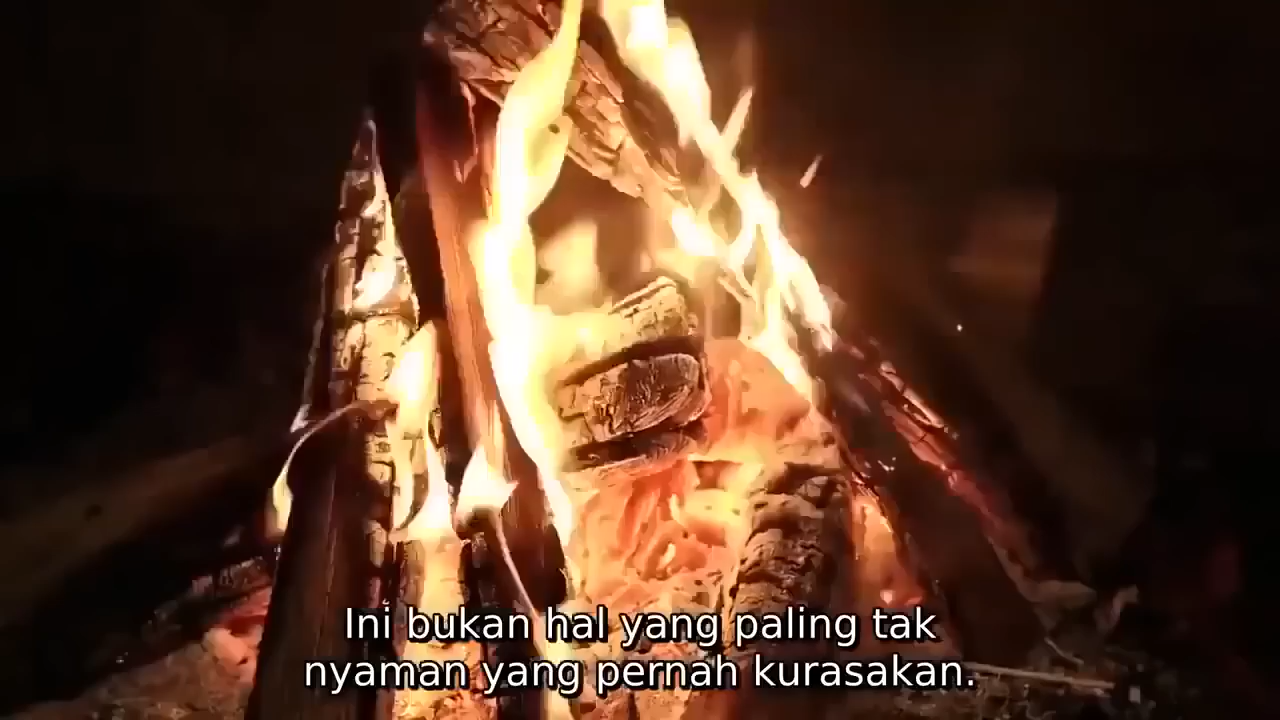 Ini bukan hal yang paling tak
nyaman yang pernah kurasakan.